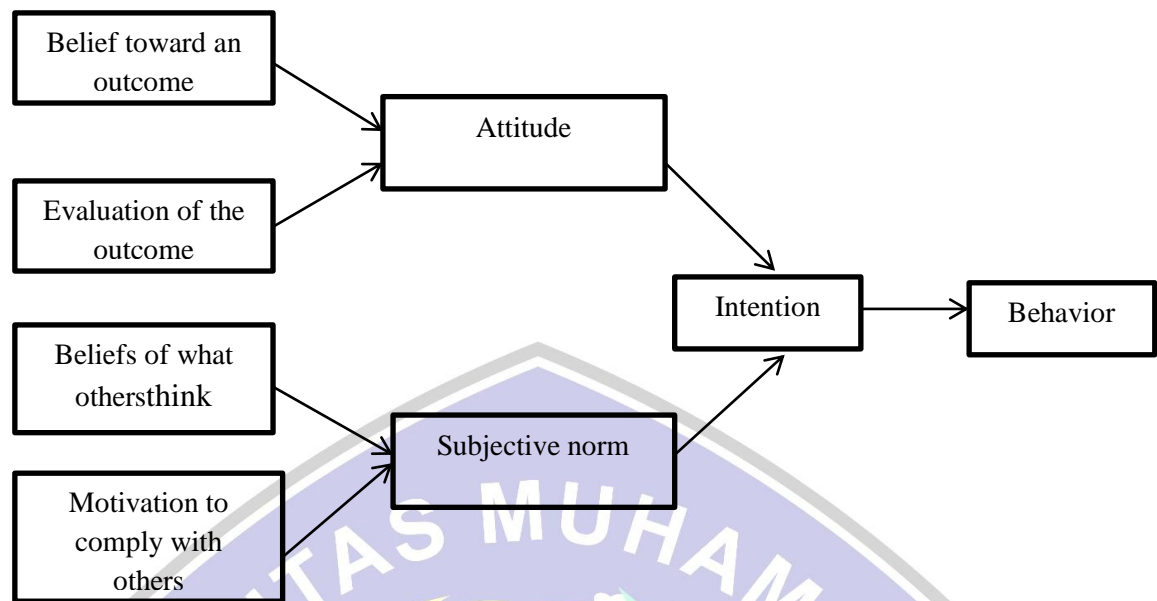 Belief toward an
outcome
Attitude
Evaluation of the
outcome
Intention
Behavior
Beliefs of what
othersthink
Subjective norm
Motivation to
comply with
others
TAS MUHAM